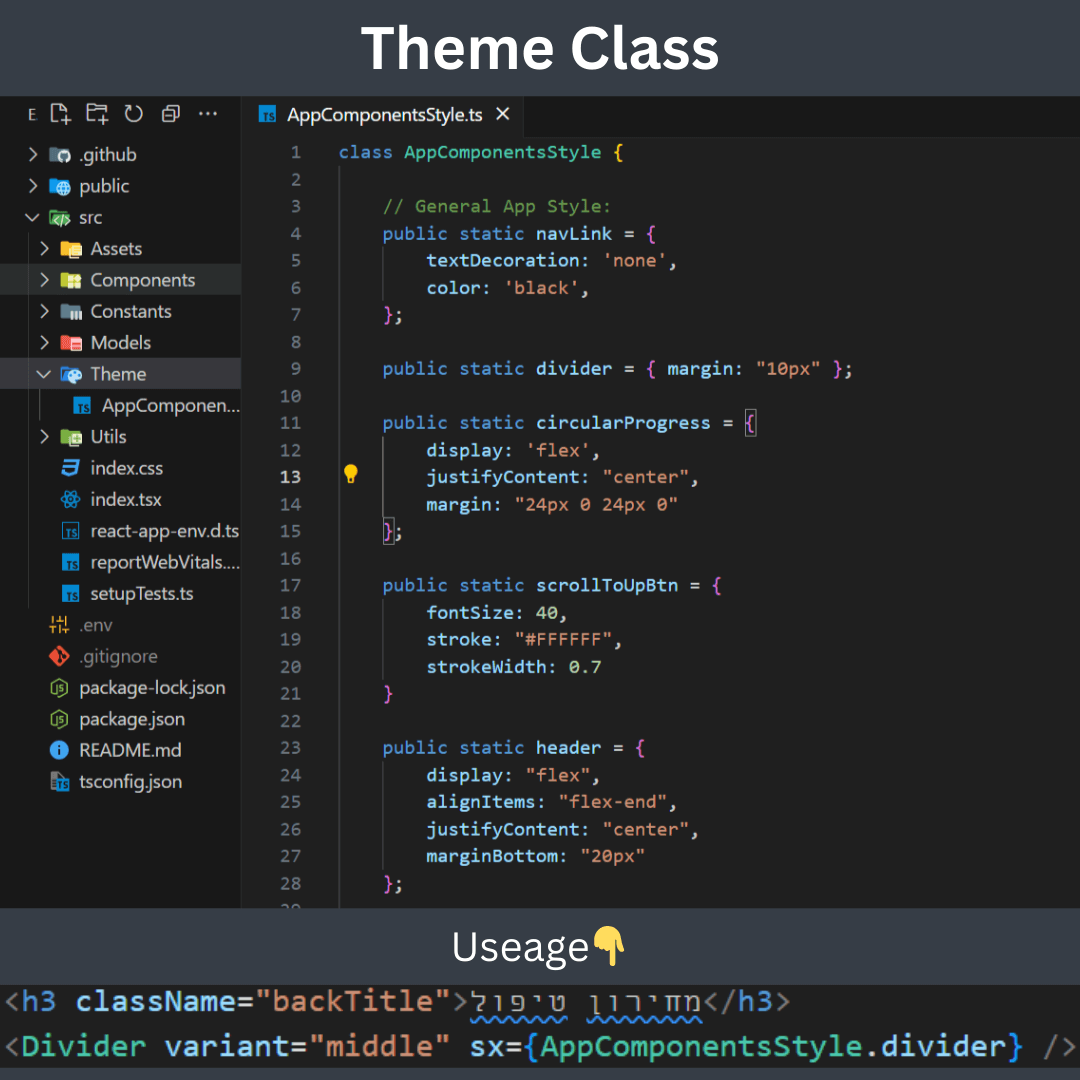 Theme Class
E
AppComponentsStyle.ts
.github
public
src
Assets
Components
Constants
Models
Theme
AppComponen...
Utils
index.css
index.tsx
react-app-env.d.ts
reportWebVitals....
setupTests.ts
.env
.gitignore
package-lock.json
package.json
README.md
tsconfig.json
1 class AppComponentsStyle {
2
3 // General App Style:
4 public static navLink = {
5 textDecoration: 'none',
6 color: 'black',
7 };
8
9 public static divider = { margin: "10px" };
10
11 public static circularProgress = {
12 display: 'flex',
13 justifyContent: "center",
14 margin: "24px 0 24px 0"
15 };
16
17 public static scrollToUpBtn = {
18 fontSize: 40,
19 stroke: "#FFFFFF",
20 strokeWidth: 0.7
21 }
22
23 public static header = {
24 display: "flex",
25 alignItems: "flex-end",
26 justifyContent: "center",
27 marginBottom: "20px"
28 };
Useage👇
<h3 className="backTitle">מחירון טיפול</h3>
<Divider variant="middle" sx={AppComponentsStyle.divider} />